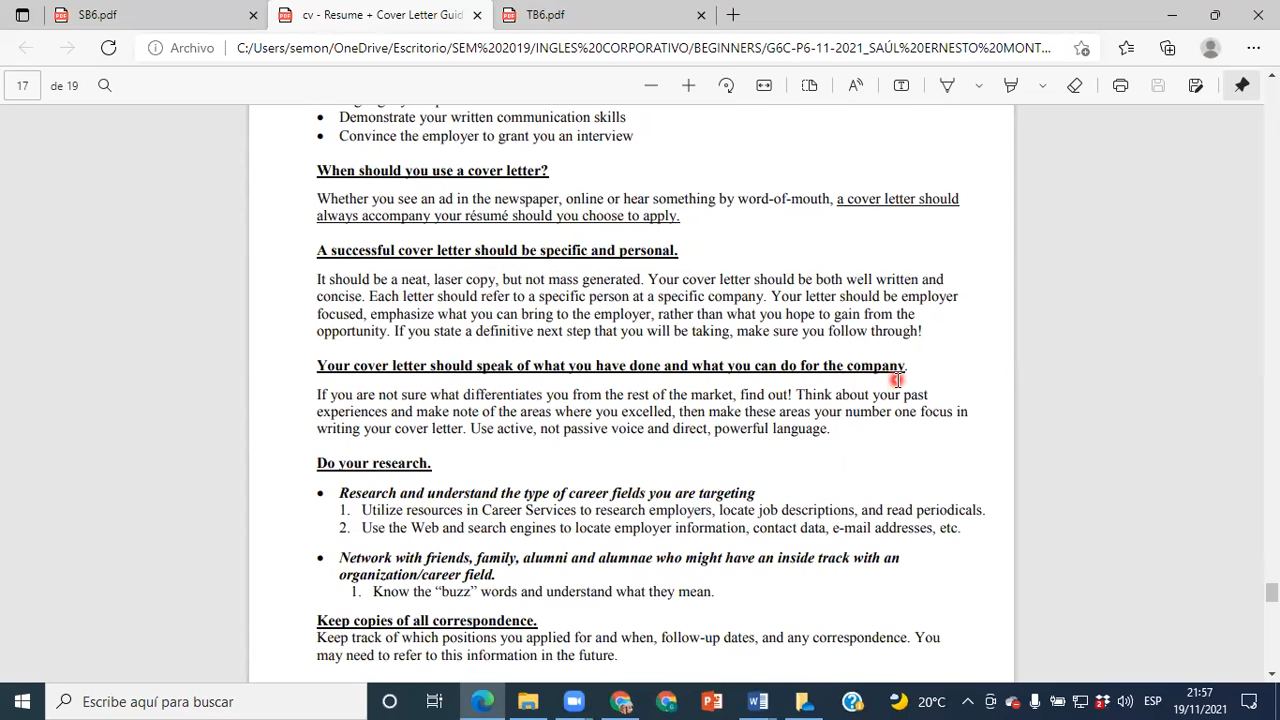 SB6.pdf
cv - Resume + Cover Letter Guid
TB6.pdf
Archivo
C:/Users/semon/OneDrive/Escritorio/SEM%202019/INGLES%20CORPORATIVO/BEGINNERS/G6C-P6-11-2021_SAÚL%20ERNESTO%20MONT...
17 de 19
• Demonstrate your written communication skills
• Convince the employer to grant you an interview
When should you use a cover letter?
Whether you see an ad in the newspaper, online or hear something by word-of-mouth, a cover letter should
always accompany your résumé should you choose to apply.
A successful cover letter should be specific and personal.
It should be a neat, laser copy, but not mass generated. Your cover letter should be both well written and
concise. Each letter should refer to a specific person at a specific company. Your letter should be employer
focused, emphasize what you can bring to the employer, rather than what you hope to gain from the
opportunity. If you state a definitive next step that you will be taking, make sure you follow through!
Your cover letter should speak of what you have done and what you can do for the company.
If you are not sure what differentiates you from the rest of the market, find out! Think about your past
experiences and make note of the areas where you excelled, then make these areas your number one focus in
writing your cover letter. Use active, not passive voice and direct, powerful language.
Do your research.
• Research and understand the type of career fields you are targeting
1. Utilize resources in Career Services to research employers, locate job descriptions, and read periodicals.
2. Use the Web and search engines to locate employer information, contact data, e-mail addresses, etc.
• Network with friends, family, alumni and alumnae who might have an inside track with an
organization/career field.
1. Know the “buzz” words and understand what they mean.
Keep copies of all correspondence.
Keep track of which positions you applied for and when, follow-up dates, and any correspondence. You
may need to refer to this information in the future.
Escribe aquí para buscar
20°C
ESP
21:57
19/11/2021